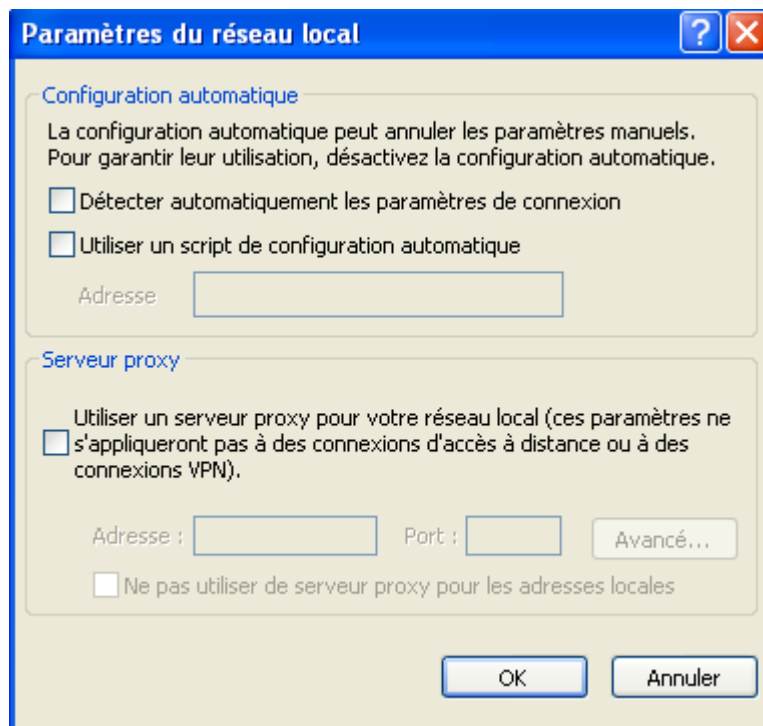 Paramètres du réseau local
Configuration automatique
La configuration automatique peut annuler les paramètres manuels.
Pour garantir leur utilisation, désactivez la configuration automatique.
Détecter automatiquement les paramètres de connexion
Utiliser un script de configuration automatique
Adresse
Serveur proxy
Utiliser un serveur proxy pour votre réseau local (ces paramètres ne
s'appliqueront pas à des connexions d'accès à distance ou à des
connexions VPN).
Adresse : Port : Avancé...
Ne pas utiliser de serveur proxy pour les adresses locales
OK Annuler